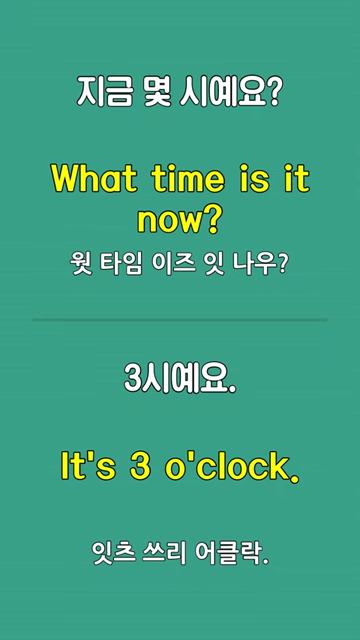 지금 몇 시예요?
What time is it
now?
웟 타임 이즈 잇 나우?
3시예요.
It's 3 o'clock.
잇츠 쓰리 어클락.